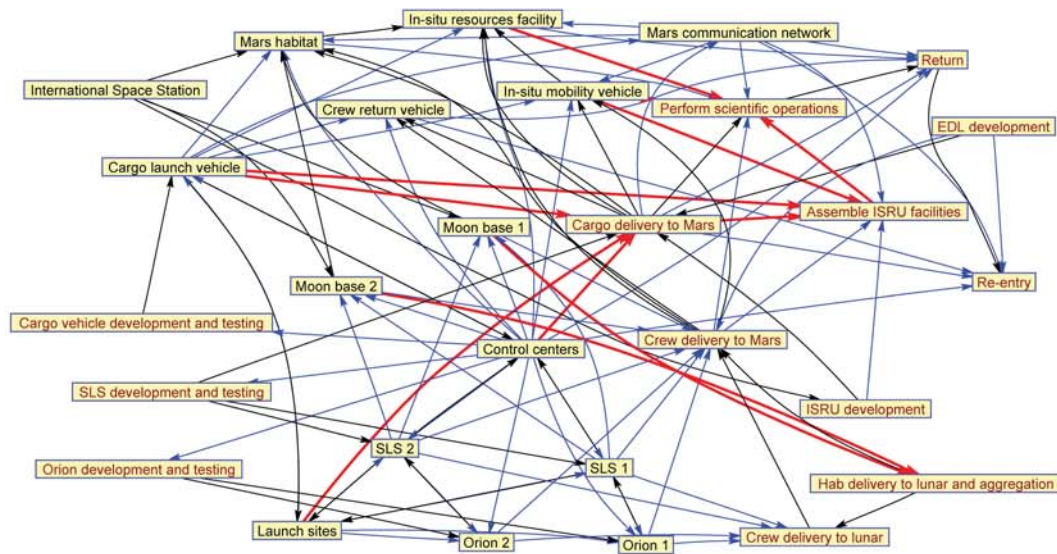 In-situ resources facility
Mars communication network
Mars habitat
Return
International Space Station
In-situ mobility vehicle
Crew return vehicle
Perform scientific operations
EDL development
Cargo launch vehicle
Assemble ISRU facilities
Cargo delivery to Mars
Moon base 1
Re-entry
Moon base 2
Cargo vehicle development and testing
Crew delivery to Mars
Control centers
SLS development and testing
ISRU development
SLS 2
SLS 1
Orion development and testing
Hab delivery to lunar and aggregation
Launch sites
Orion 2
Orion 1
Crew delivery to lunar